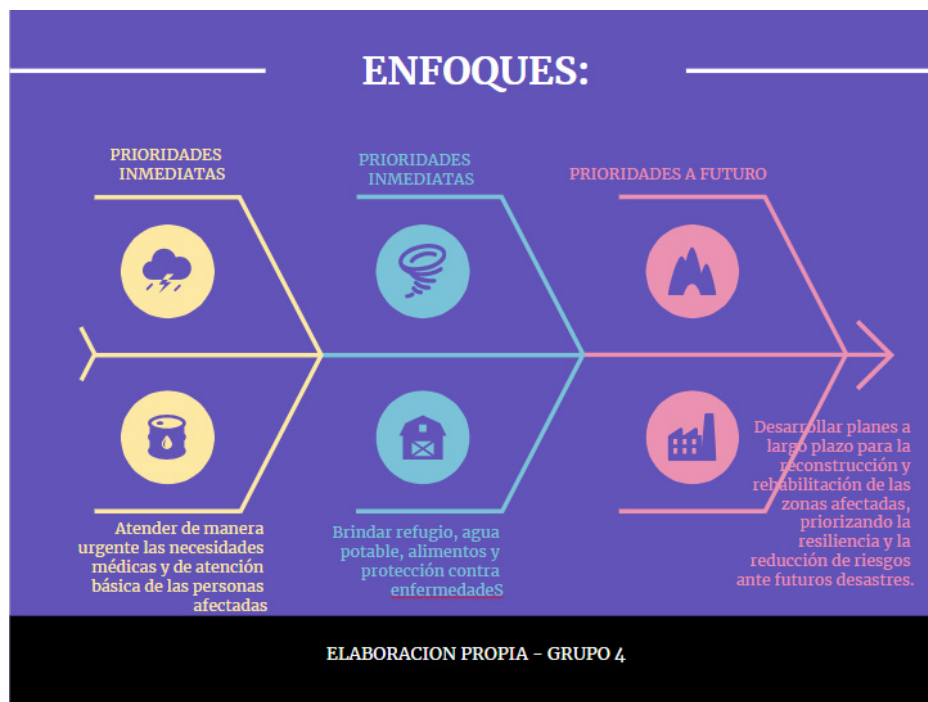 ENFOQUES:
PRIORIDADES
INMEDIATAS
PRIORIDADES
INMEDIATAS
PRIORIDADES A FUTURO
Atender de manera
urgente las necesidades
médicas y de atención
básica de las personas
afectadas
Brindar refugio, agua
potable, alimentos y
protección contra
enfermedadeS
Desarrollar planes a
largo plazo para la
reconstrucción y
rehabilitación de las
zonas afectadas,
priorizando la
resiliencia y la
reducción de riesgos
ante futuros desastres.
ELABORACION PROPIA – GRUPO 4